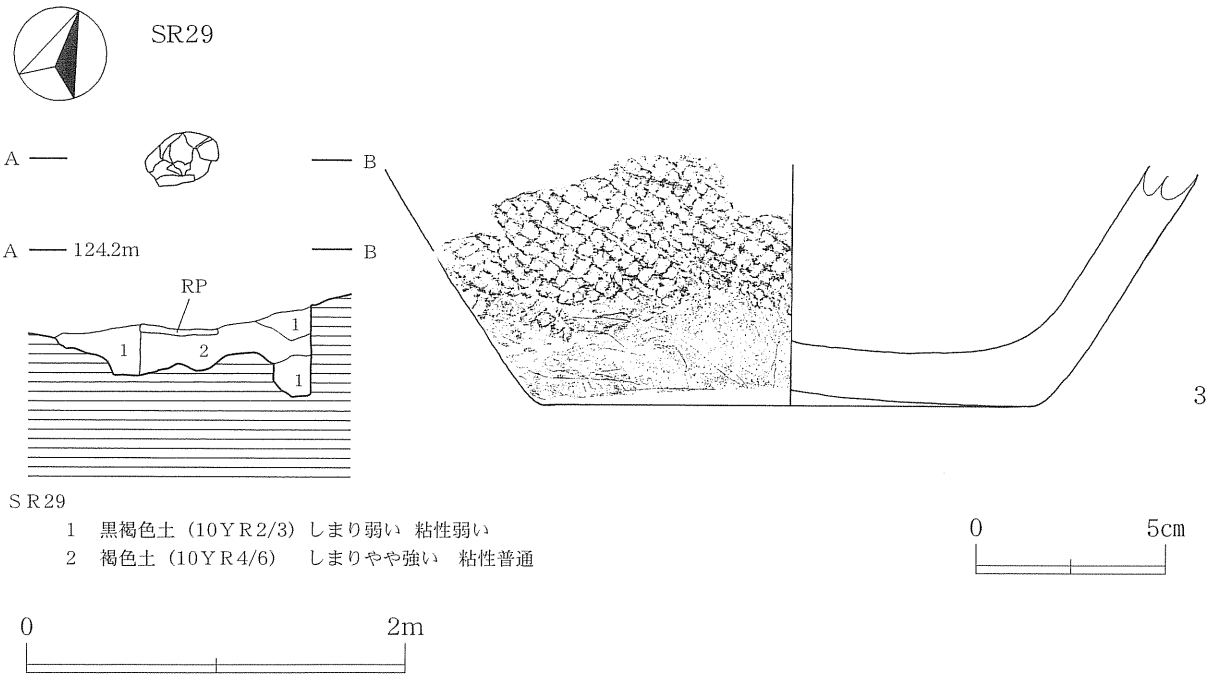 SR29
A
B
A 124.2m
B
RP
1
1
2
1
3
SR29
1 黒褐色土 (10YR2/3) しまり弱い 粘性弱い
2 褐色土 (10YR4/6) しまりやや強い 粘性普通
0 5cm
0 2m